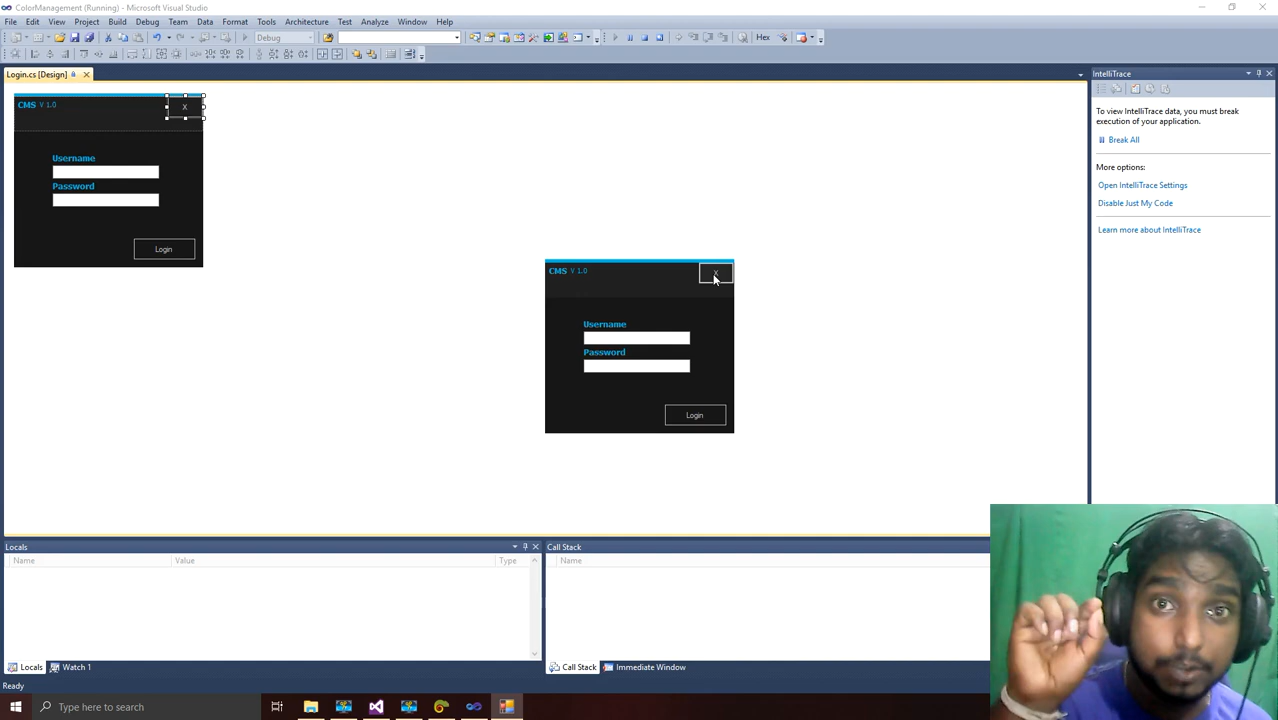 ColorManagement (Running) - Microsoft Visual Studio
File Edit View Project Build Debug Team Data Format Tools Architecture Test Analyze Window Help
Debug
Hex
Login.cs [Design]
IntelliTrace
CMS V 1.0
X
Username
Password
Login
CMS V 1.0
X
Username
Password
Login
To view IntelliTrace data, you must break
execution of your application.
Break All
More options:
Open IntelliTrace Settings
Disable Just My Code
Learn more about IntelliTrace
Locals
Name Value Type
Call Stack
Name
Locals Watch 1
Call Stack Immediate Window
Ready
Type here to search